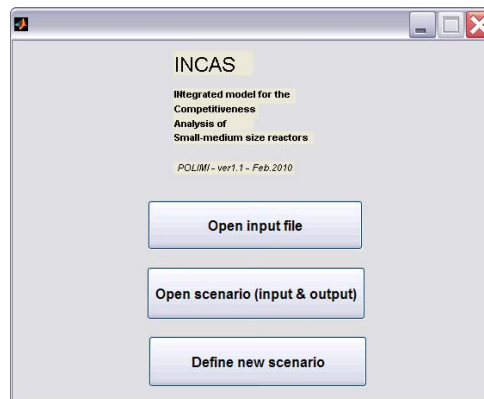 INCAS
INtegrated model for the
Competitiveness
Analysis of
Small-medium size reactors
POLIMI - ver1.1 - Feb.2010
Open input file
Open scenario (input & output)
Define new scenario